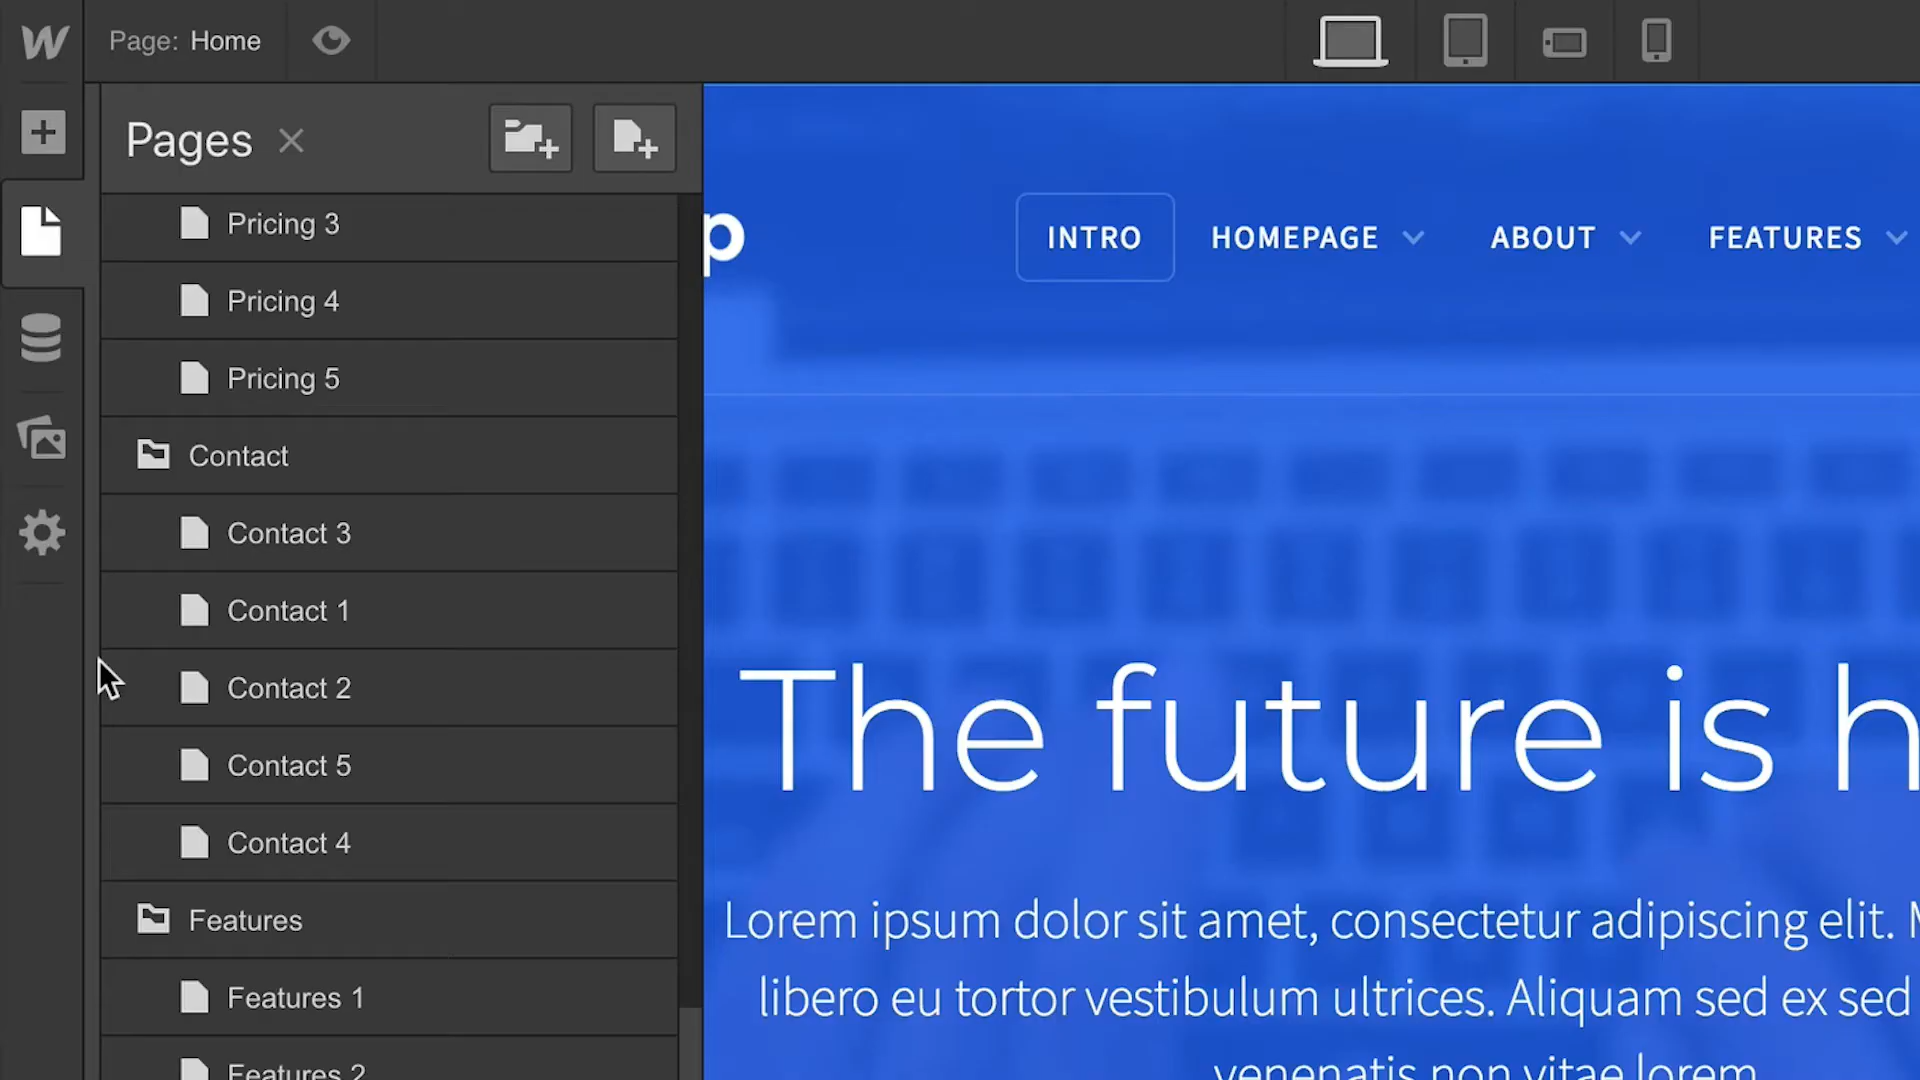 Page: Home
Pages
Pricing 3
Pricing 4
Pricing 5
Contact
Contact 3
Contact 1
Contact 2
Contact 5
Contact 4
Features
Features 1
Features 2
p
INTRO
HOMEPAGE
ABOUT
FEATURES
The future is h
Lorem ipsum dolor sit amet, consectetur adipiscing elit. M
libero eu tortor vestibulum ultrices. Aliquam sed ex sed
venenatis non vitae lorem